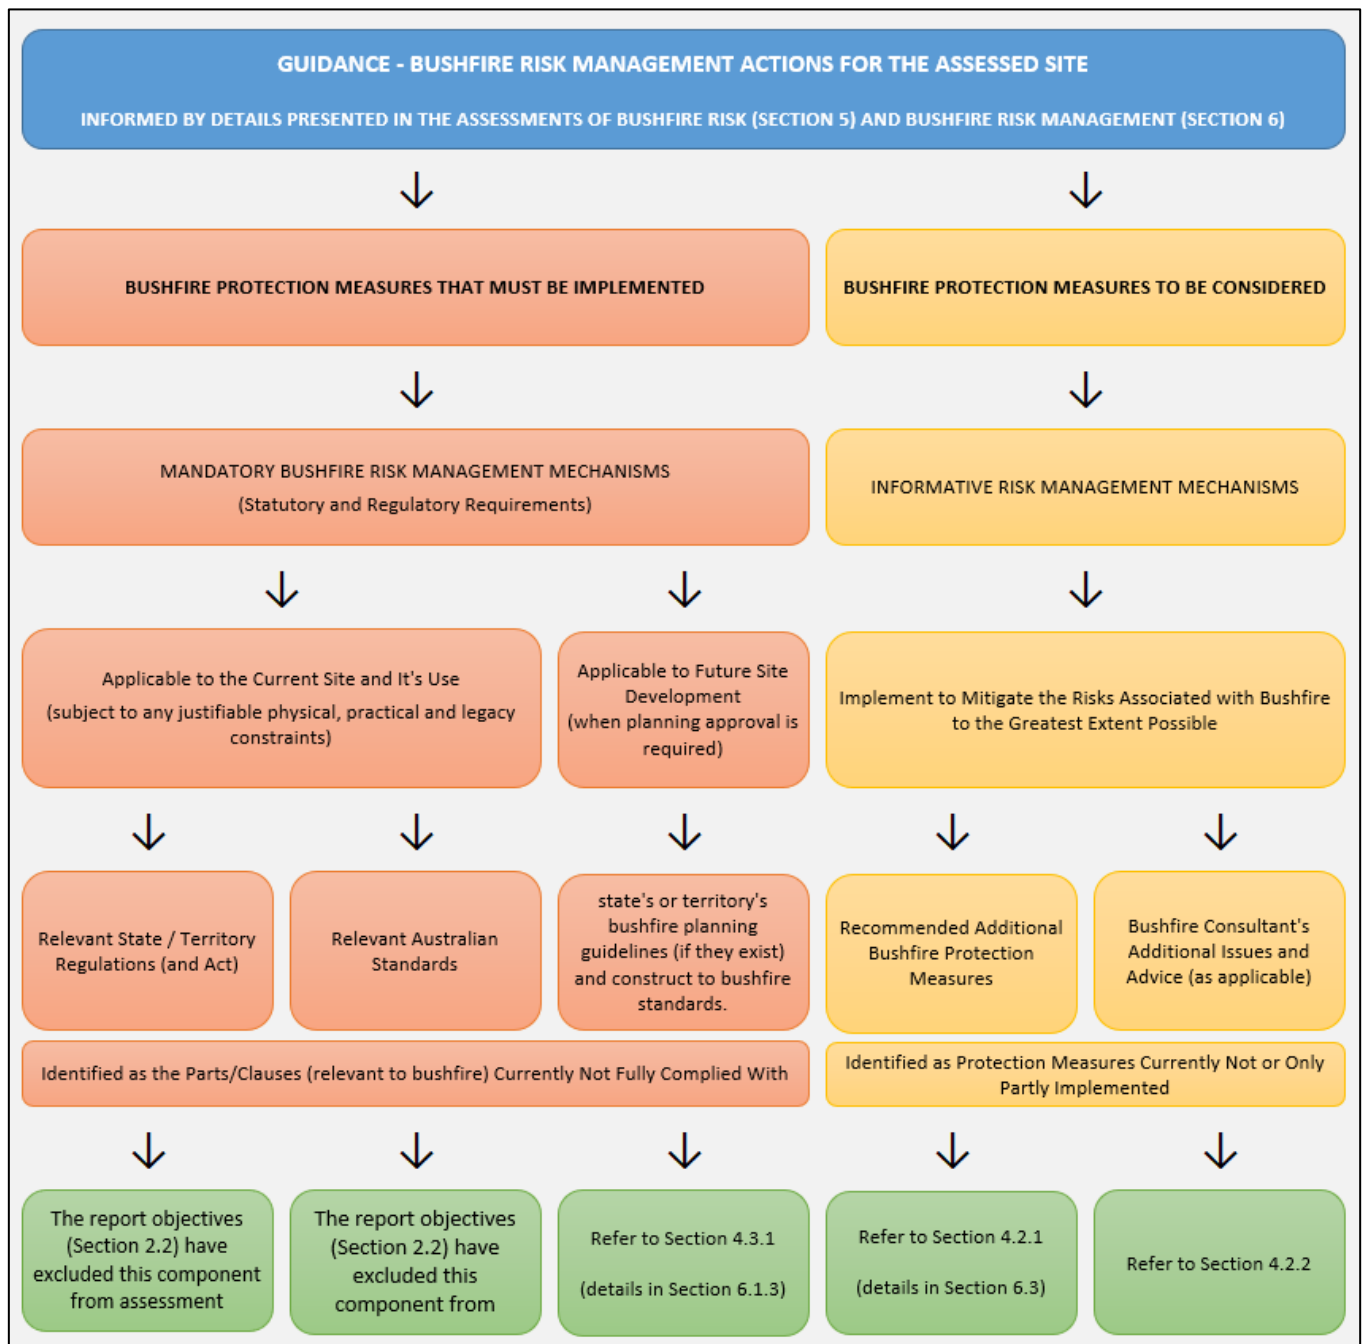 GUIDANCE - BUSHFIRE RISK MANAGEMENT ACTIONS FOR THE ASSESSED SITE
INFORMED BY DETAILS PRESENTED IN THE ASSESSMENTS OF BUSHFIRE RISK (SECTION 5) AND BUSHFIRE RISK MANAGEMENT (SECTION 6)
BUSHFIRE PROTECTION MEASURES THAT MUST BE IMPLEMENTED
BUSHFIRE PROTECTION MEASURES TO BE CONSIDERED
MANDATORY BUSHFIRE RISK MANAGEMENT MECHANISMS
(Statutory and Regulatory Requirements)
INFORMATIVE RISK MANAGEMENT MECHANISMS
Applicable to the Current Site and It's Use
(subject to any justifiable physical, practical and legacy
constraints)
Applicable to Future Site
Development
(when planning approval is
required)
Implement to Mitigate the Risks Associated with Bushfire
to the Greatest Extent Possible
Relevant State / Territory
Regulations (and Act)
Relevant Australian
Standards
state's or territory's
bushfire planning
guidelines (if they exist)
and construct to bushfire
standards.
Recommended Additional
Bushfire Protection
Measures
Bushfire Consultant's
Additional Issues and
Advice (as applicable)
Identified as the Parts/Clauses (relevant to bushfire) Currently Not Fully Complied With
Identified as Protection Measures Currently Not or Only
Partly Implemented
The report objectives
(Section 2.2) have
excluded this component
from assessment
The report objectives
(Section 2.2) have
excluded this
component from
Refer to Section 4.3.1
(details in Section 6.1.3)
Refer to Section 4.2.1
(details in Section 6.3)
Refer to Section 4.2.2